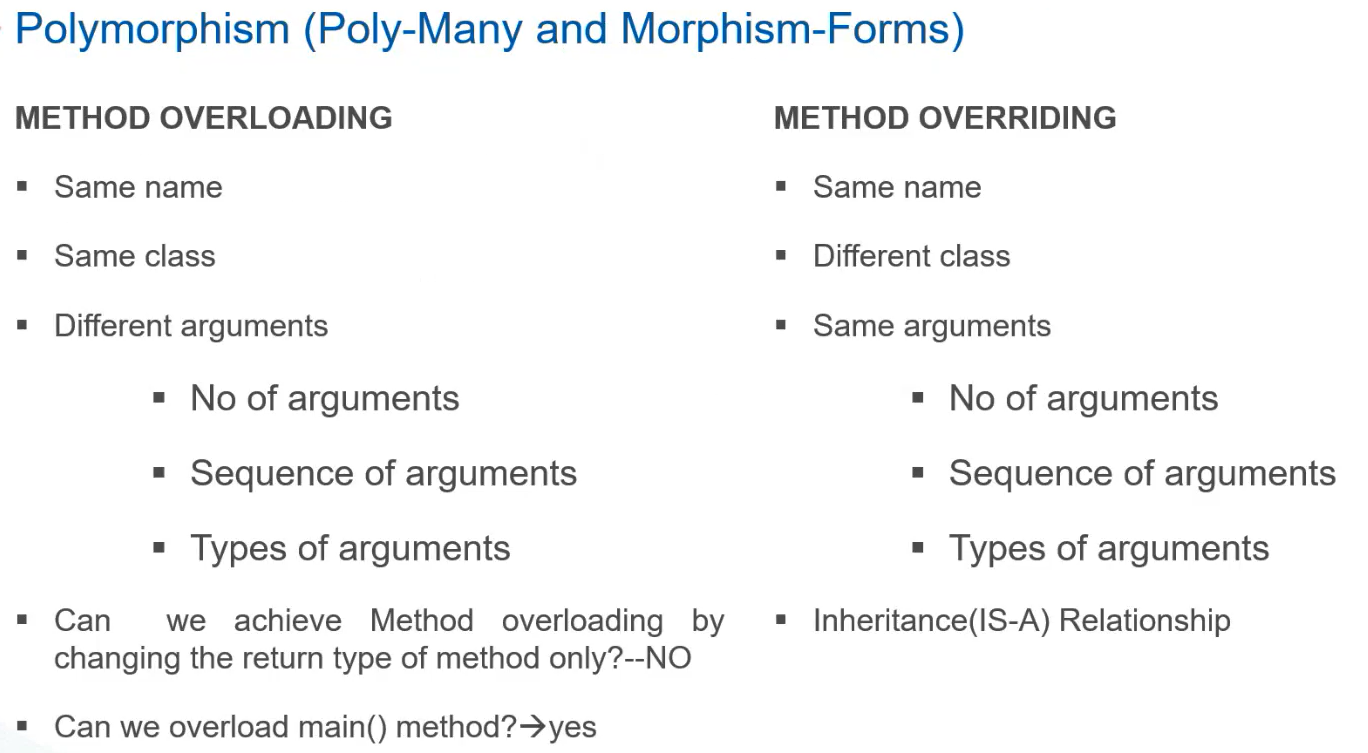 Polymorphism (Poly-Many and Morphism-Forms)
METHOD OVERLOADING
▪ Same name
▪ Same class
▪ Different arguments
▪ No of arguments
▪ Sequence of arguments
▪ Types of arguments
▪ Can we achieve Method overloading by
changing the return type of method only?--NO
▪ Can we overload main() method?→yes
METHOD OVERRIDING
▪ Same name
▪ Different class
▪ Same arguments
▪ No of arguments
▪ Sequence of arguments
▪ Types of arguments
▪ Inheritance(IS-A) Relationship